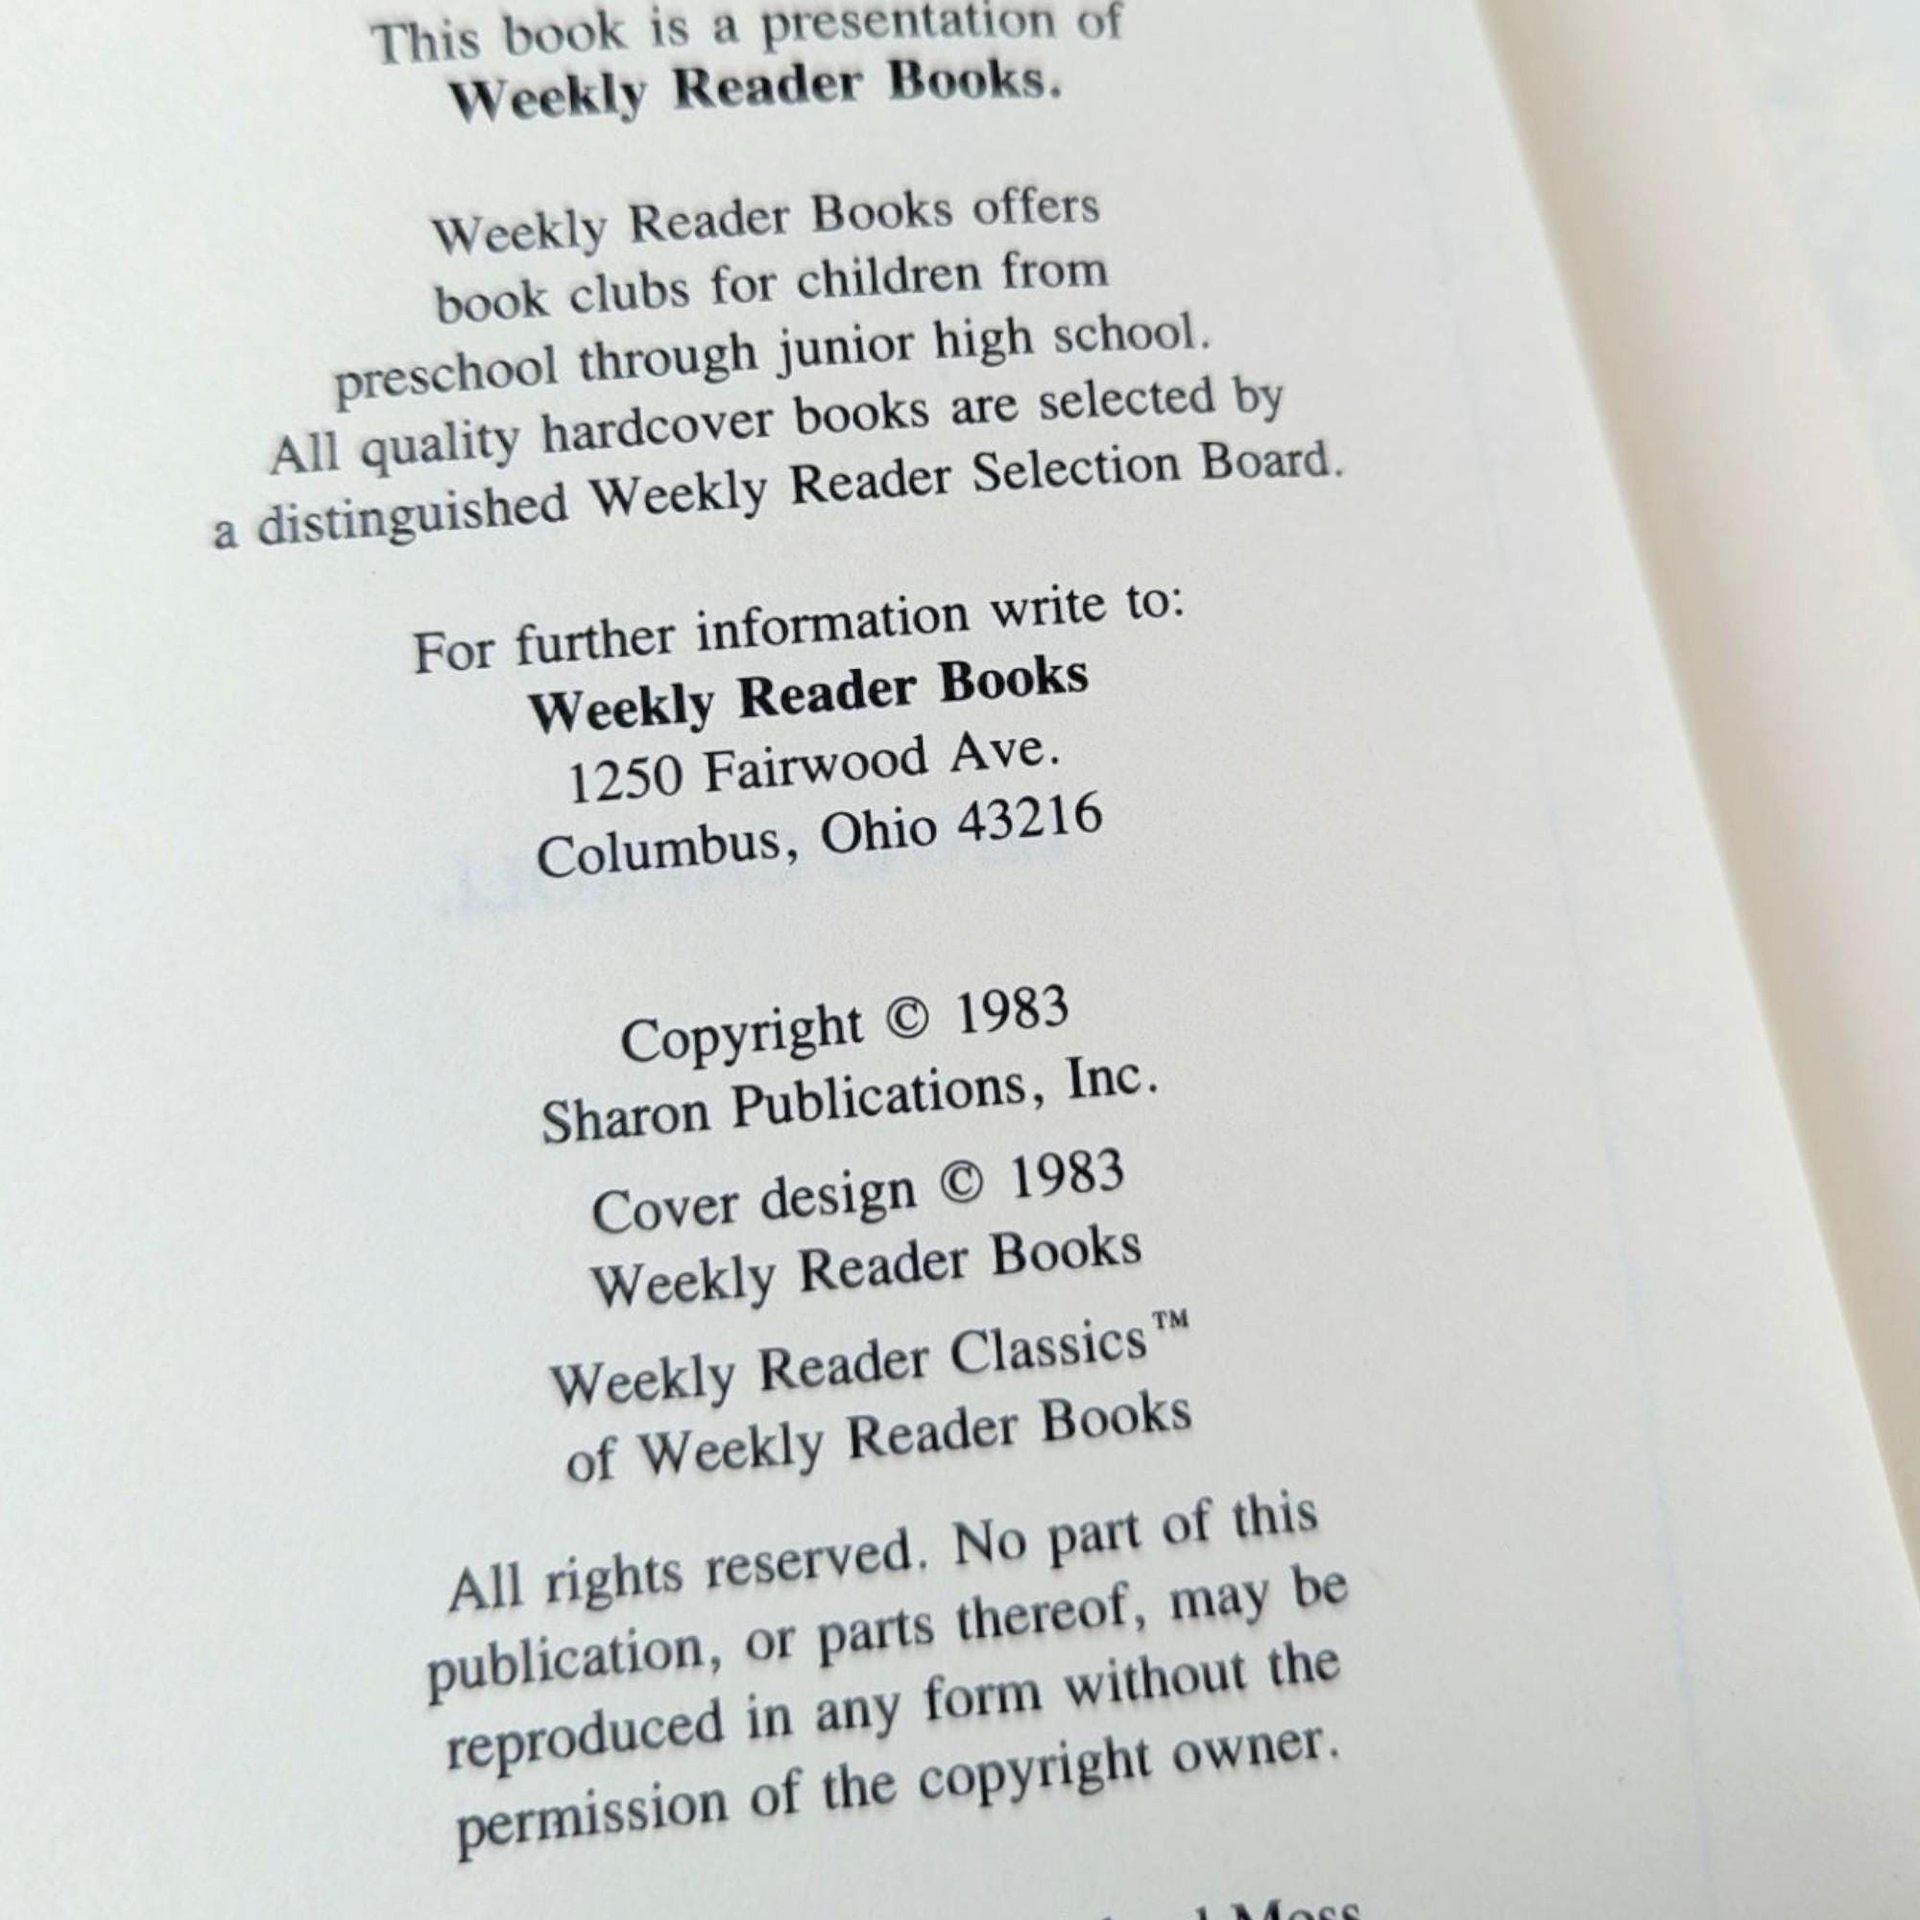 This book is a presentation of
Weekly Reader Books.
Weekly Reader Books offers
book clubs for children from
preschool through junior high school.
All quality hardcover books are selected by
a distinguished Weekly Reader Selection Board.
For further information write to:
Weekly Reader Books
1250 Fairwood Ave.
Columbus, Ohio 43216
Copyright © 1983
Sharon Publications, Inc.
Cover design © 1983
Weekly Reader Books
Weekly Reader Classics™
of Weekly Reader Books
All rights reserved. No part of this
publication, or parts thereof, may be
reproduced in any form without the
permission of the copyright owner.
Moss